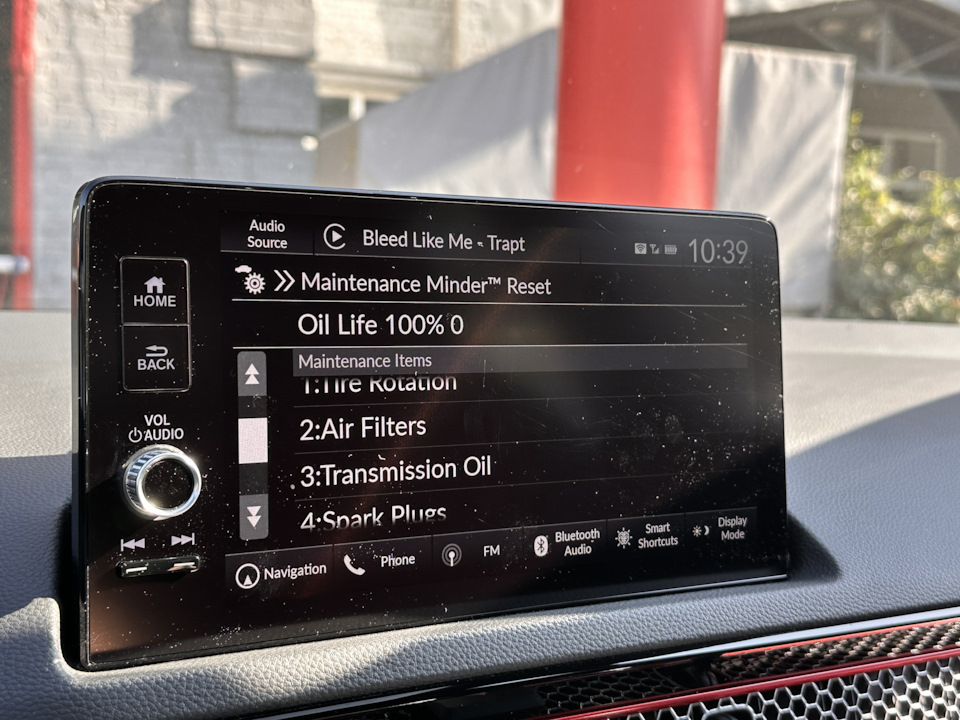 Audio
Source
Bleed Like Me - Trapt
10:39
HOME
Maintenance Minder™ Reset
Oil Life 100% 0
BACK
Maintenance Items
1:Tire Rotation
2:Air Filters
VOL
AUDIO
3:Transmission Oil
4:Spark Plugs
Navigation
Phone
FM
Bluetooth
Audio
Smart
Shortcuts
Display
Mode